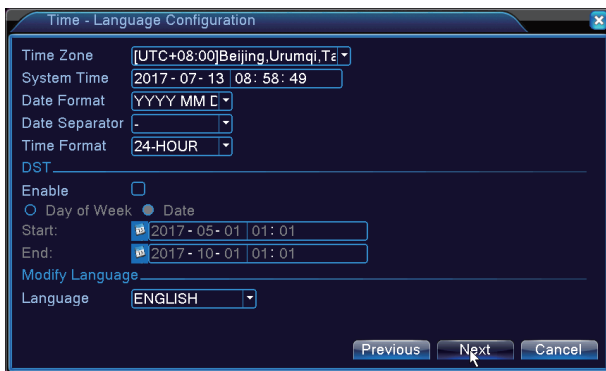 Time - Language Configuration
Time Zone [UTC+08:00]Beijing,Urumqi,Ta
System Time 2017-07-13 08:58:49
Date Format YYYY MM D
Date Separator -
Time Format 24-HOUR
DST
Enable
Day of Week Date
Start: 2017-05-01 01:01
End: 2017-10-01 01:01
Modify Language
Language ENGLISH
Previous Next Cancel